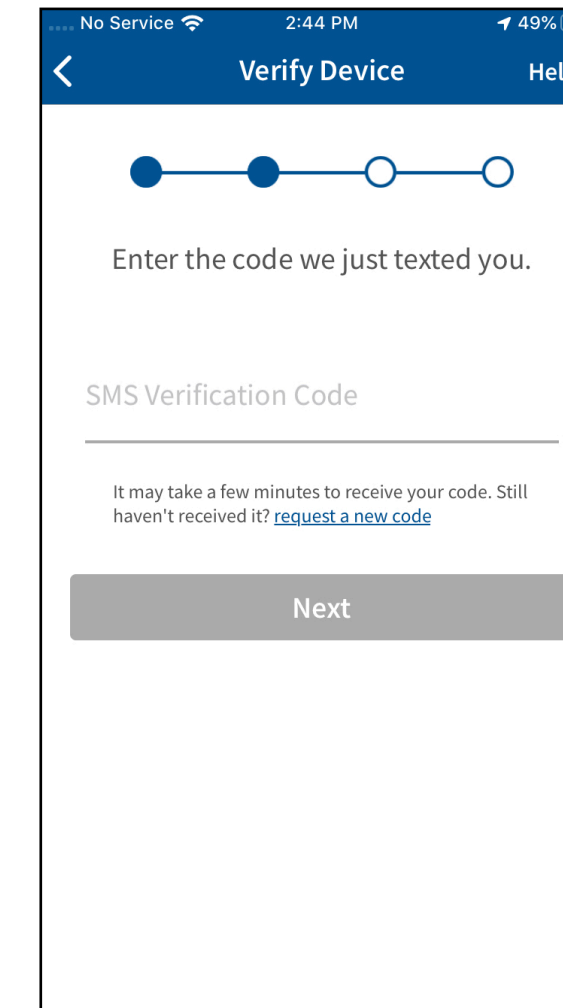 No Service 2:44 PM 49%
Verify Device Hel
Enter the code we just texted you.
SMS Verification Code
It may take a few minutes to receive your code. Still
haven't received it? request a new code
Next